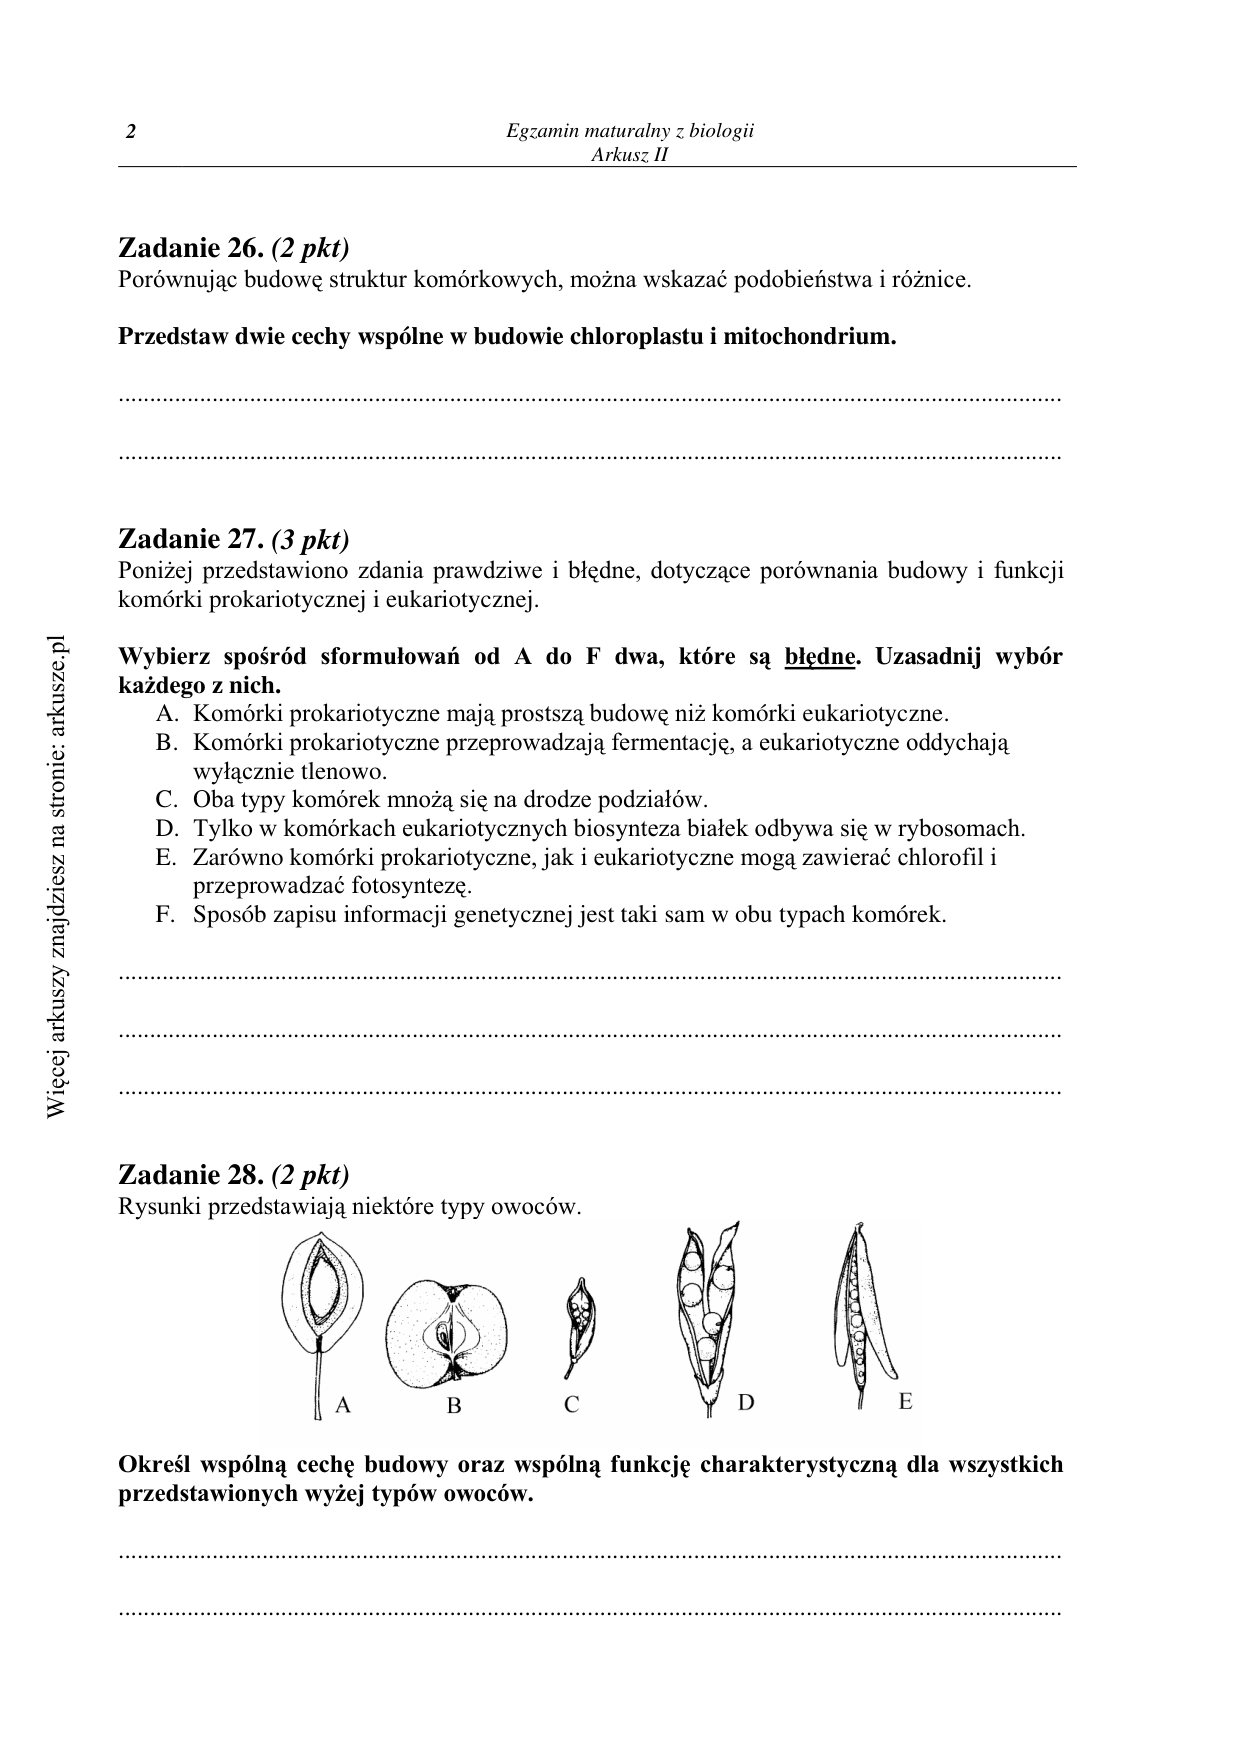 2
Egzamin maturalny z biologii
Arkusz II
Zadanie 26. (2 pkt)
Porównując budowę struktur komórkowych, można wskazać podobieństwa i różnice.
Przedstaw dwie cechy wspólne w budowie chloroplastu i mitochondrium.
Zadanie 27. (3 pkt)
Poniżej przedstawiono zdania prawdziwe i błędne, dotyczące porównania budowy i funkcji
komórki prokariotycznej i eukariotycznej.
Wybierz spośród sformułowań od A do F dwa, które są błędne. Uzasadnij wybór
każdego z nich.
A. Komórki prokariotyczne mają prostszą budowę niż komórki eukariotyczne.
B. Komórki prokariotyczne przeprowadzają fermentację, a eukariotyczne oddychają
wyłącznie tlenowo.
C. Oba typy komórek mnożą się na drodze podziałów.
D. Tylko w komórkach eukariotycznych biosynteza białek odbywa się w rybosomach.
E. Zarówno komórki prokariotyczne, jak i eukariotyczne mogą zawierać chlorofil i
przeprowadzać fotosyntezę.
F. Sposób zapisu informacji genetycznej jest taki sam w obu typach komórek.
Zadanie 28. (2 pkt)
Rysunki przedstawiają niektóre typy owoców.
A B C D E
Określ wspólną cechę budowy oraz wspólną funkcję charakterystyczną dla wszystkich
przedstawionych wyżej typów owoców.
Więcej arkuszy znajdziesz na stronie: arkusze.pl